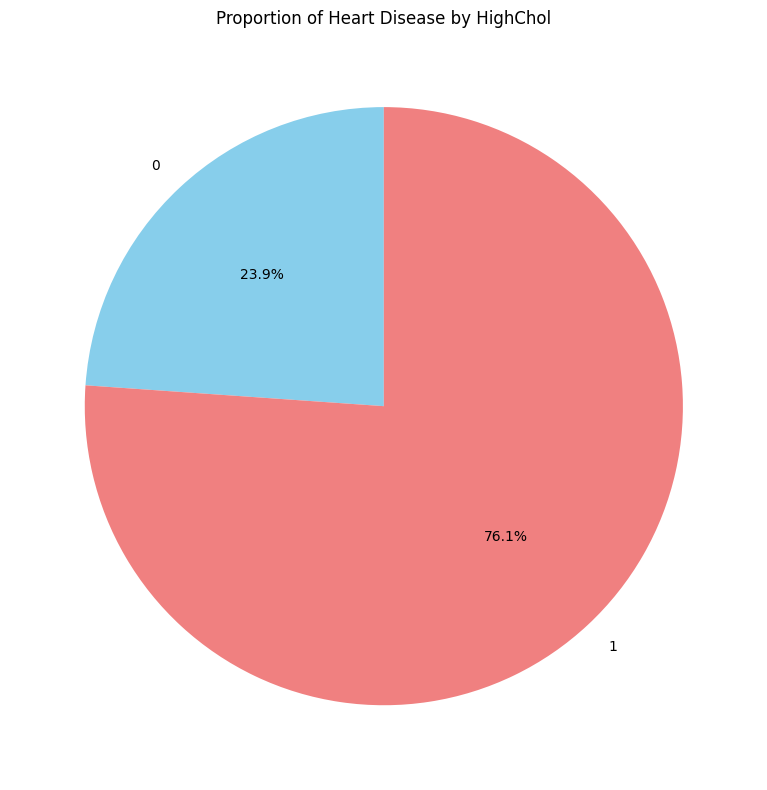 Proportion of Heart Disease by HighChol
0
23.9%
76.1%
1